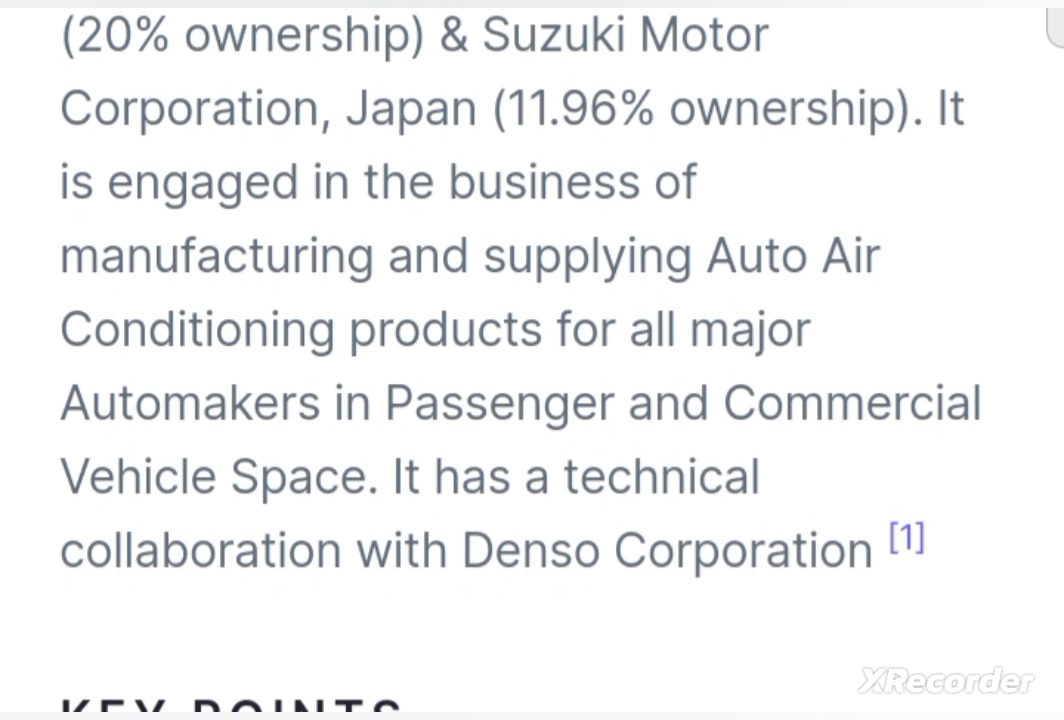 (20% ownership) & Suzuki Motor
Corporation, Japan (11.96% ownership). It
is engaged in the business of
manufacturing and supplying Auto Air
Conditioning products for all major
Automakers in Passenger and Commercial
Vehicle Space. It has a technical
collaboration with Denso Corporation [1]
XRecorder
KEY POINTS